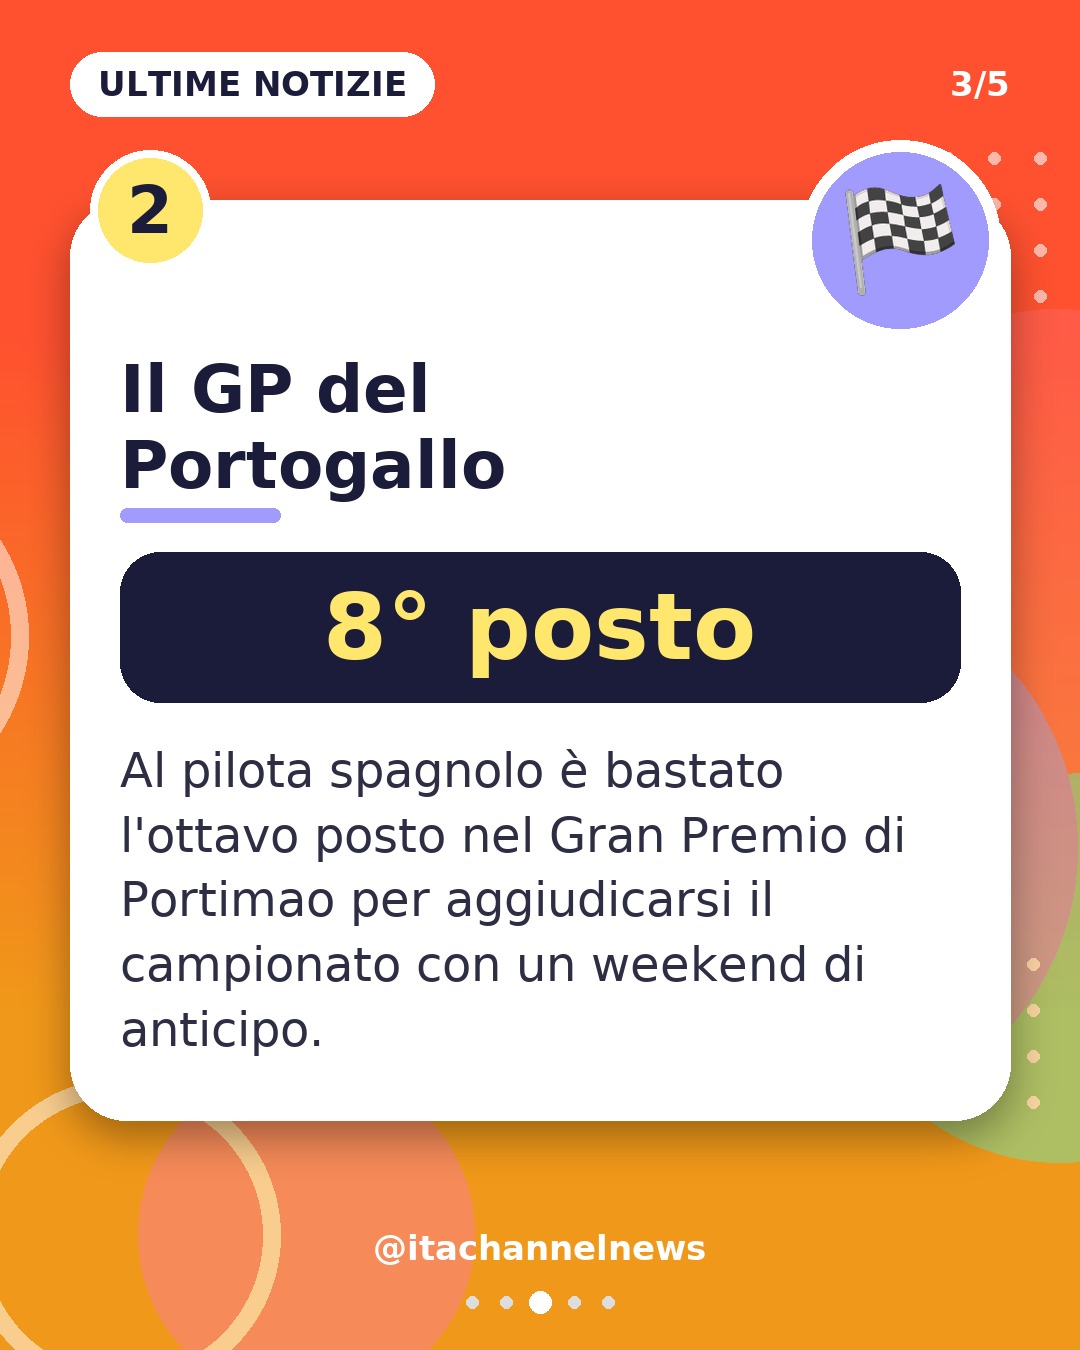 ULTIME NOTIZIE
3/5
2
Il GP del
Portogallo
8° posto
Al pilota spagnolo è bastato
l'ottavo posto nel Gran Premio di
Portimao per aggiudicarsi il
campionato con un weekend di
anticipo.
@itachannelnews